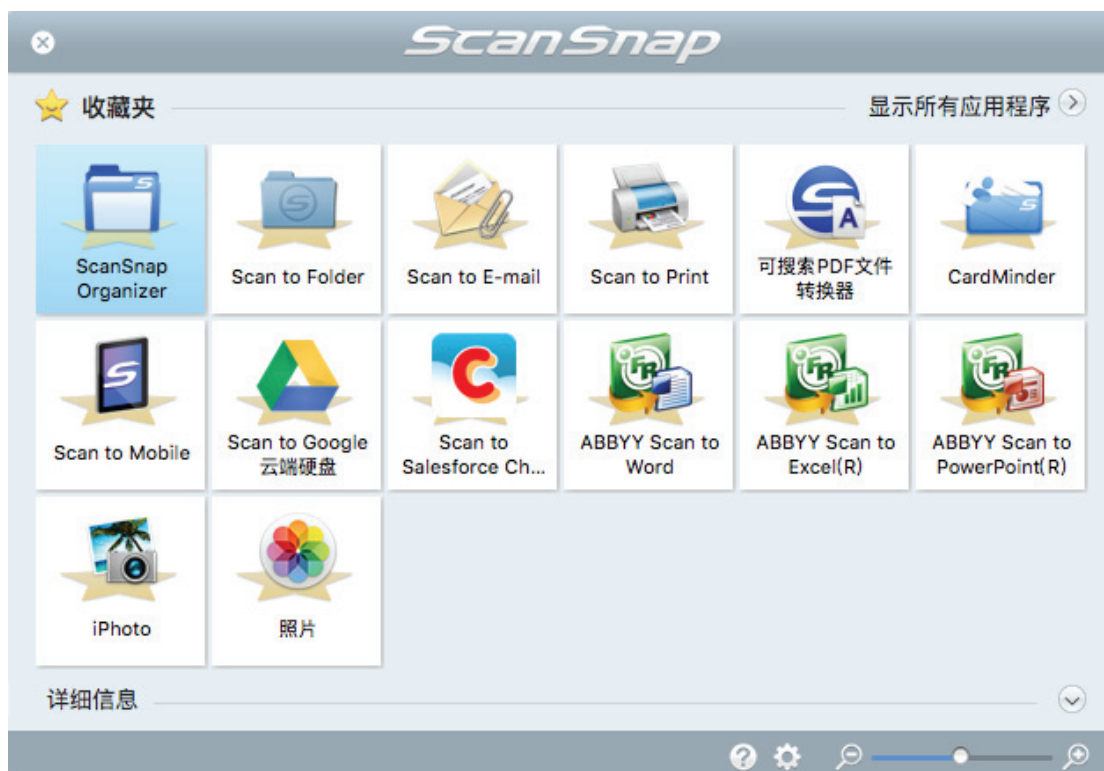 ScanSnap
收藏夹
显示所有应用程序
ScanSnap
Organizer
Scan to Folder
Scan to E-mail
Scan to Print
可搜索PDF文件
转换器
CardMinder
Scan to Mobile
Scan to Google
云端硬盘
Scan to
Salesforce Ch...
ABBYY Scan to
Word
ABBYY Scan to
Excel(R)
ABBYY Scan to
PowerPoint(R)
iPhoto
照片
详细信息